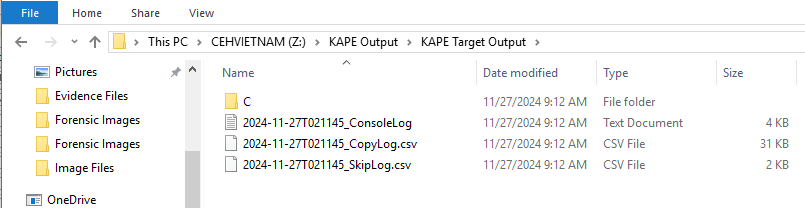 File Home Share View
This PC CEHVIETNAM (Z:) KAPE Output KAPE Target Output
Pictures
Evidence Files
Forensic Images
Forensic Images
Image Files
OneDrive
Name Date modified Type Size
C 11/27/2024 9:12 AM File folder
2024-11-27T021145_ConsoleLog 11/27/2024 9:12 AM Text Document 4 KB
2024-11-27T021145_CopyLog.csv 11/27/2024 9:12 AM CSV File 31 KB
2024-11-27T021145_SkipLog.csv 11/27/2024 9:12 AM CSV File 2 KB